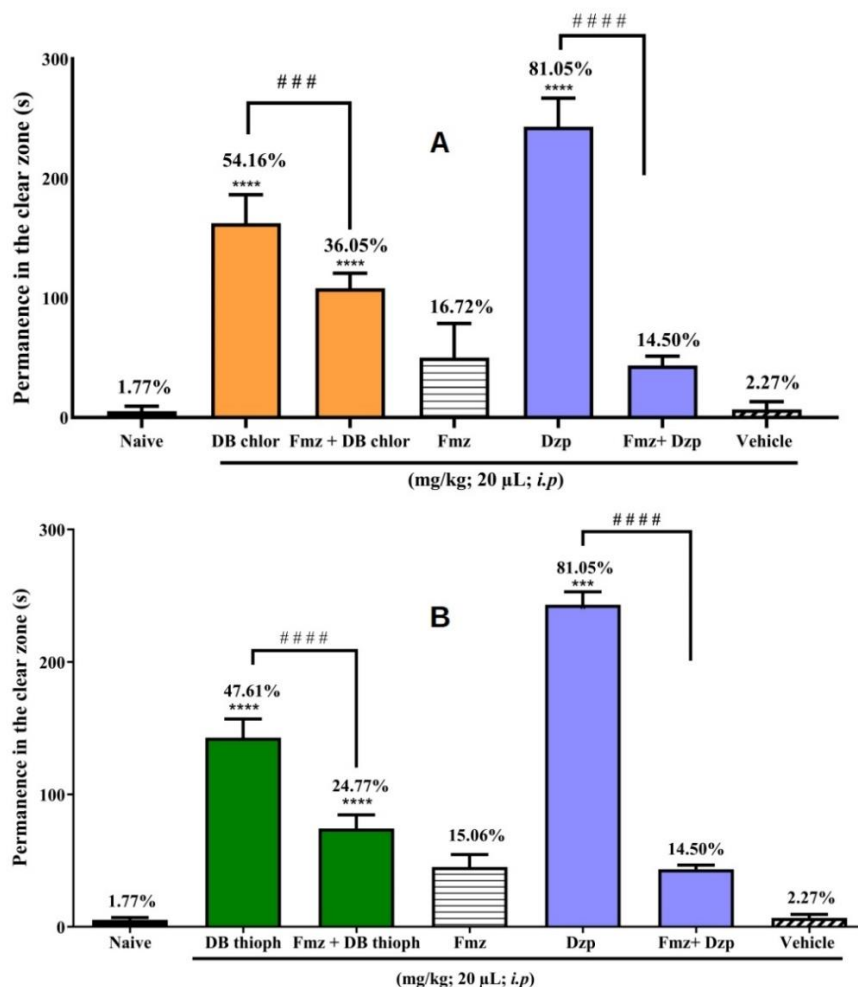 # # # #
300
81.05%
****
# # #
A
54.16%
****
200
36.05%
****
100
16.72%
14.50%
1.77%
2.27%
0
Permanence in the clear zone (s)
Naive DB chlor Fmz + DB chlor Fmz Dzp Fmz+ Dzp Vehicle
(mg/kg; 20 µL; i.p)
# # # #
300
81.05%
***
B
# # # #
200
47.61%
****
24.77%
****
100
15.06%
14.50%
1.77%
2.27%
0
Permanence in the clear zone (s)
Naive DB thioph Fmz + DB thioph Fmz Dzp Fmz+ Dzp Vehicle
(mg/kg; 20 µL; i.p)